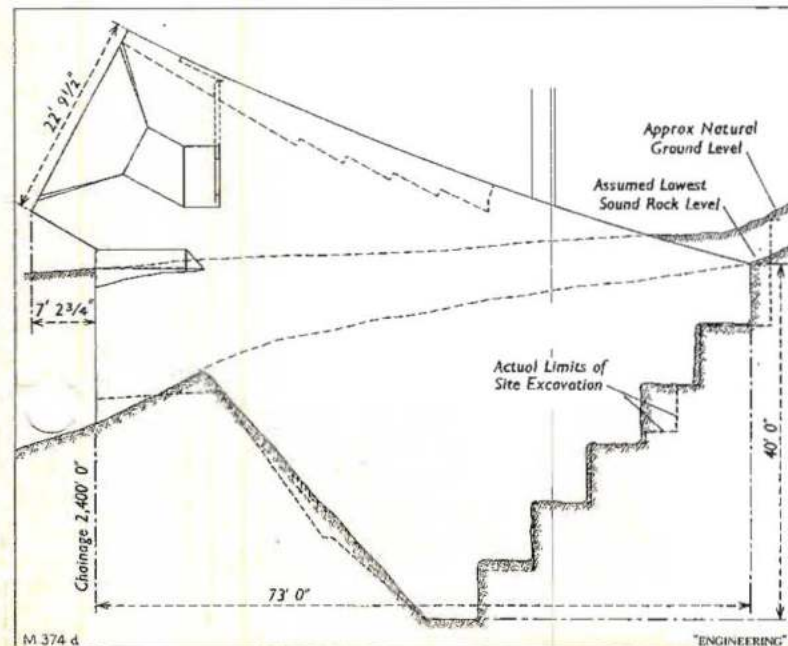 22' 9½"
Approx Natural
Ground Level
Assumed Lowest
Sound Rock Level
7' 2¾"
Actual Limits of
Site Excavation
40' 0"
Chainage 2,400' 0"
73' 0"
M 374 d
"ENGINEERING"